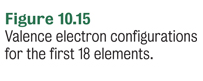 Figure 10.15
Valence electron configurations
for the first 18 elements.